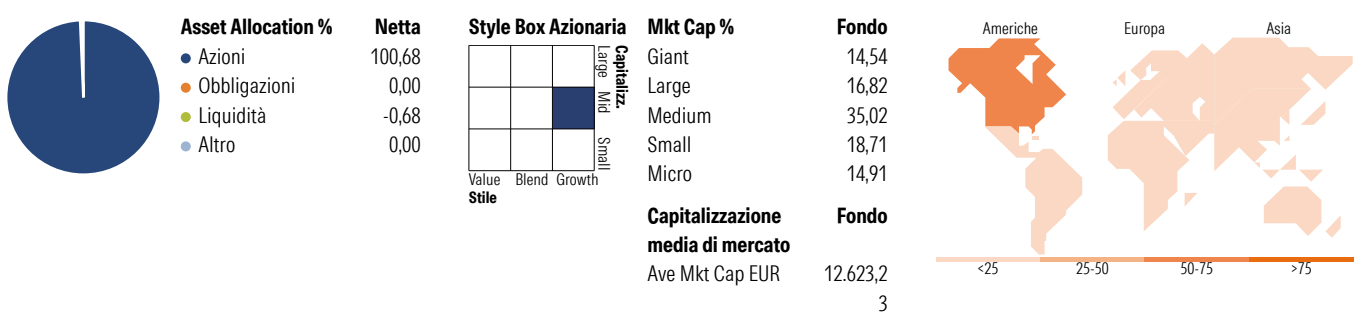 Asset Allocation % Netta
Azioni 100,68
Obbligazioni 0,00
Liquidità -0,68
Altro 0,00
Style Box Azionaria
Capitalizz.
Large Mid Small
Value Blend Growth
Stile
Mkt Cap % Fondo
Giant 14,54
Large 16,82
Medium 35,02
Small 18,71
Micro 14,91
Capitalizzazione Fondo
media di mercato
Ave Mkt Cap EUR 12.623,2
3
Americhe Europa Asia
<25 25-50 50-75 >75